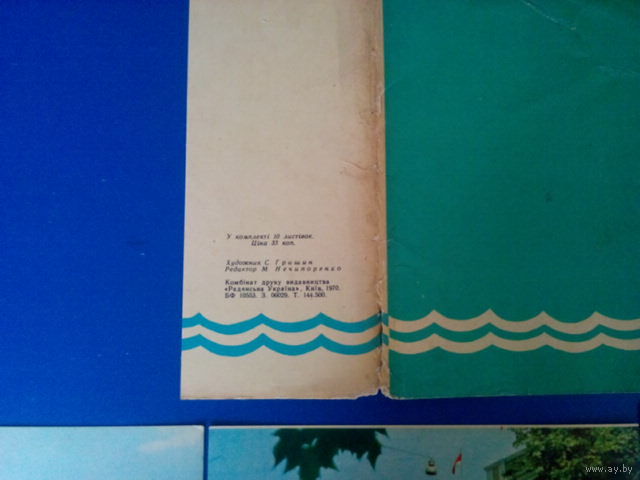 У комплекті 10 листівок.
Ціна 33 коп.
Художник С. Гришин
Редактор М. Нечипоренко
Комбінат друку видавництва
«Радянська Україна», Київ, 1970.
БФ 10553. З. 06029. Т. 144.500.
www.ay.by